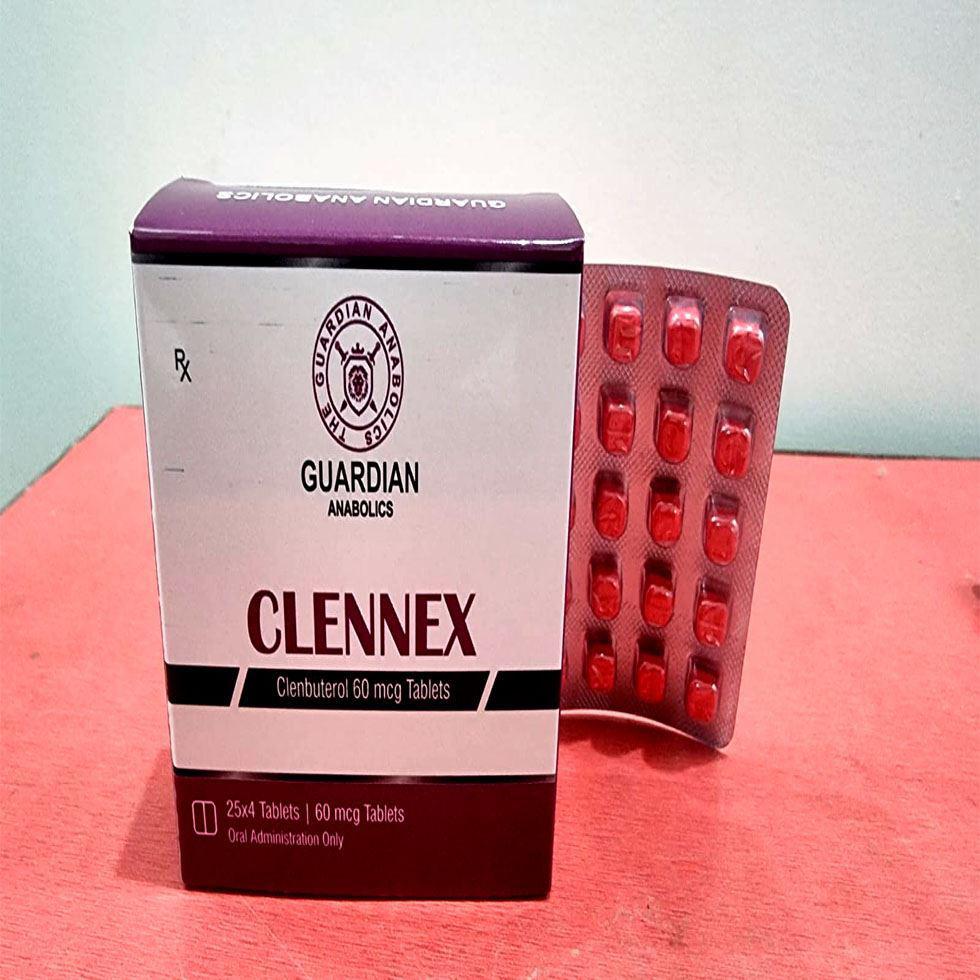 GUARDIAN ANABOLICS
Rx
THE GUARDIAN ANABOLICS
GUARDIAN
ANABOLICS
CLENNEX
Clenbuterol 60 mcg Tablets
25x4 Tablets | 60 mcg Tablets
Oral Administration Only